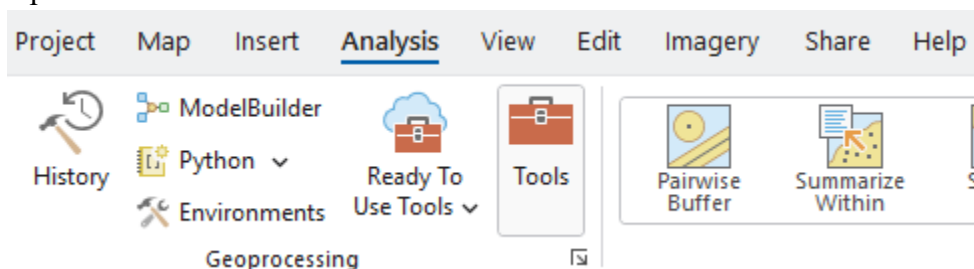 Project Map Insert Analysis View Edit Imagery Share Help
History
ModelBuilder
Python
Environments
Ready To
Use Tools
Tools
Pairwise
Buffer
Summarize
Within
Geoprocessing